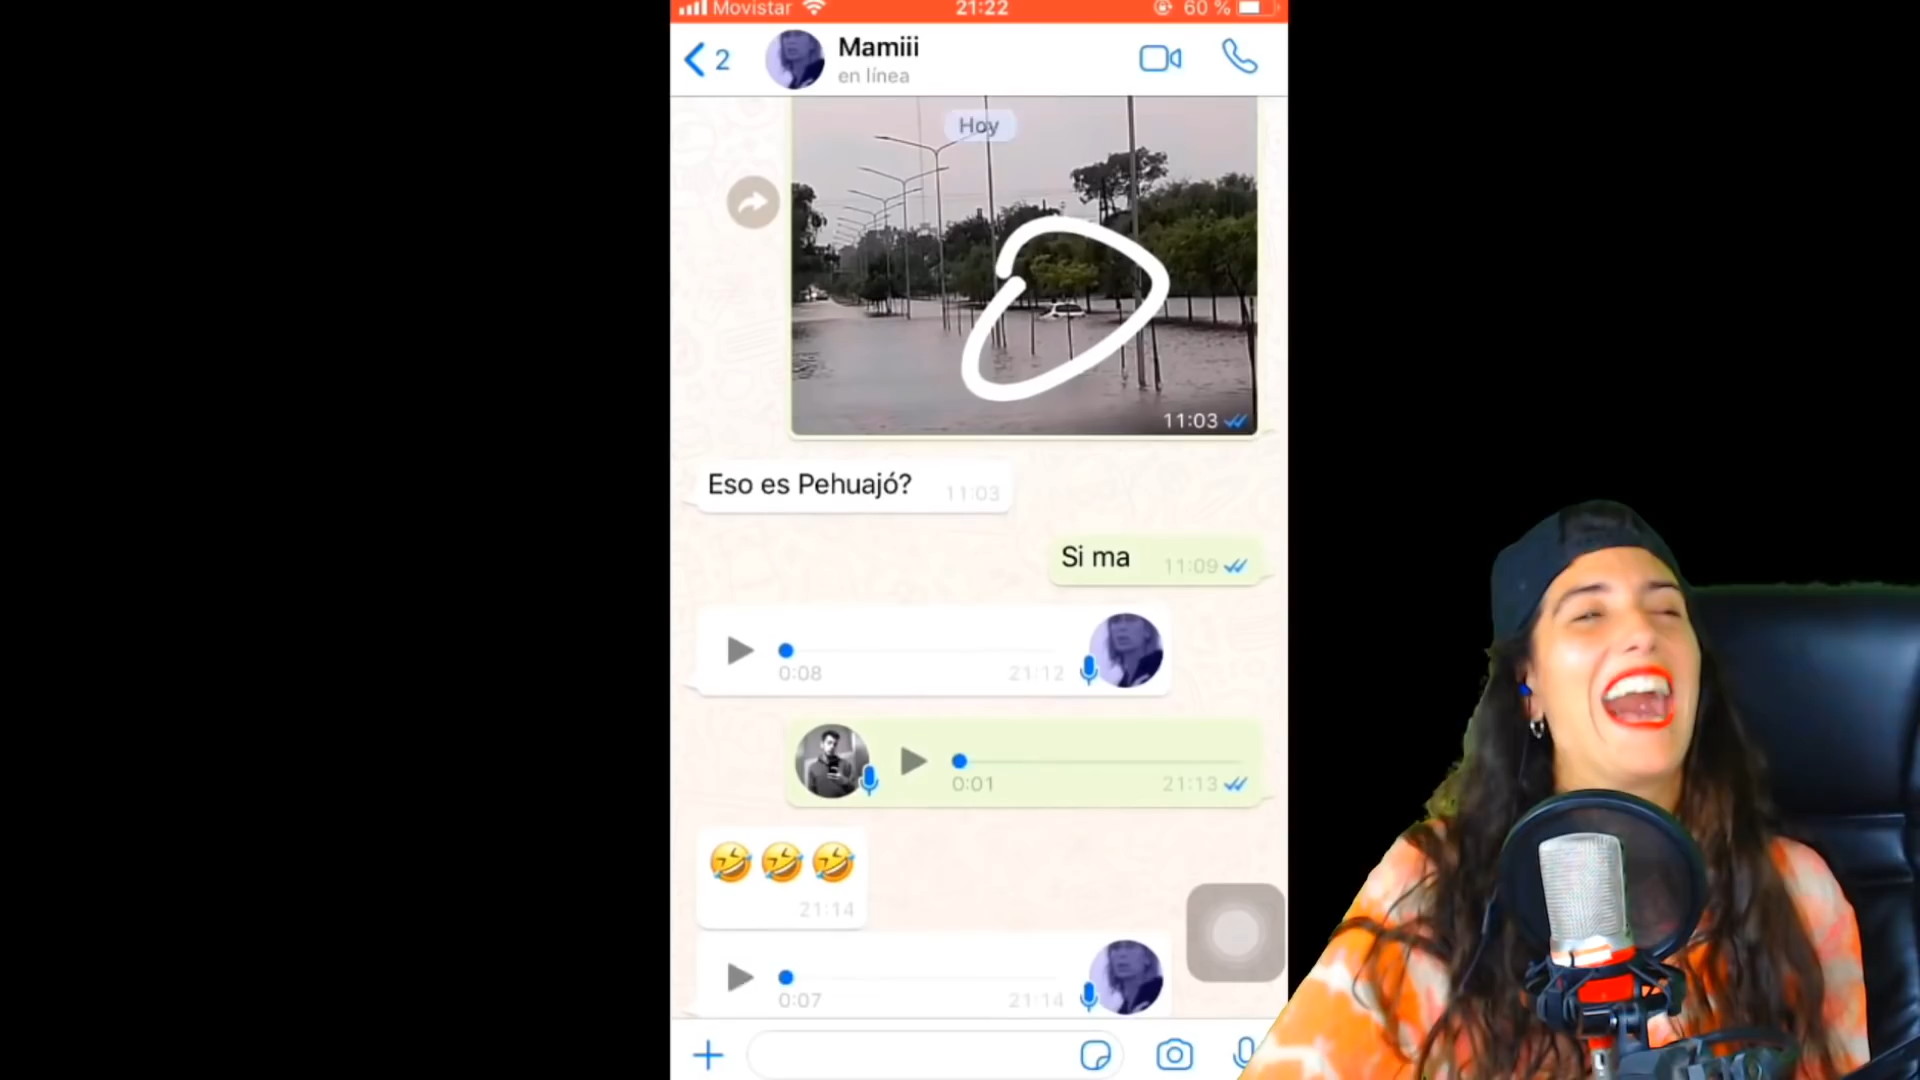 Movistar 21:22 60 %
2 Mamiii
en línea
Hoy
11:03
Eso es Pehuajó? 11:03
Si ma 11:09
0:08 21:12
0:01 21:13
🤣🤣🤣
21:14
0:07 21:14